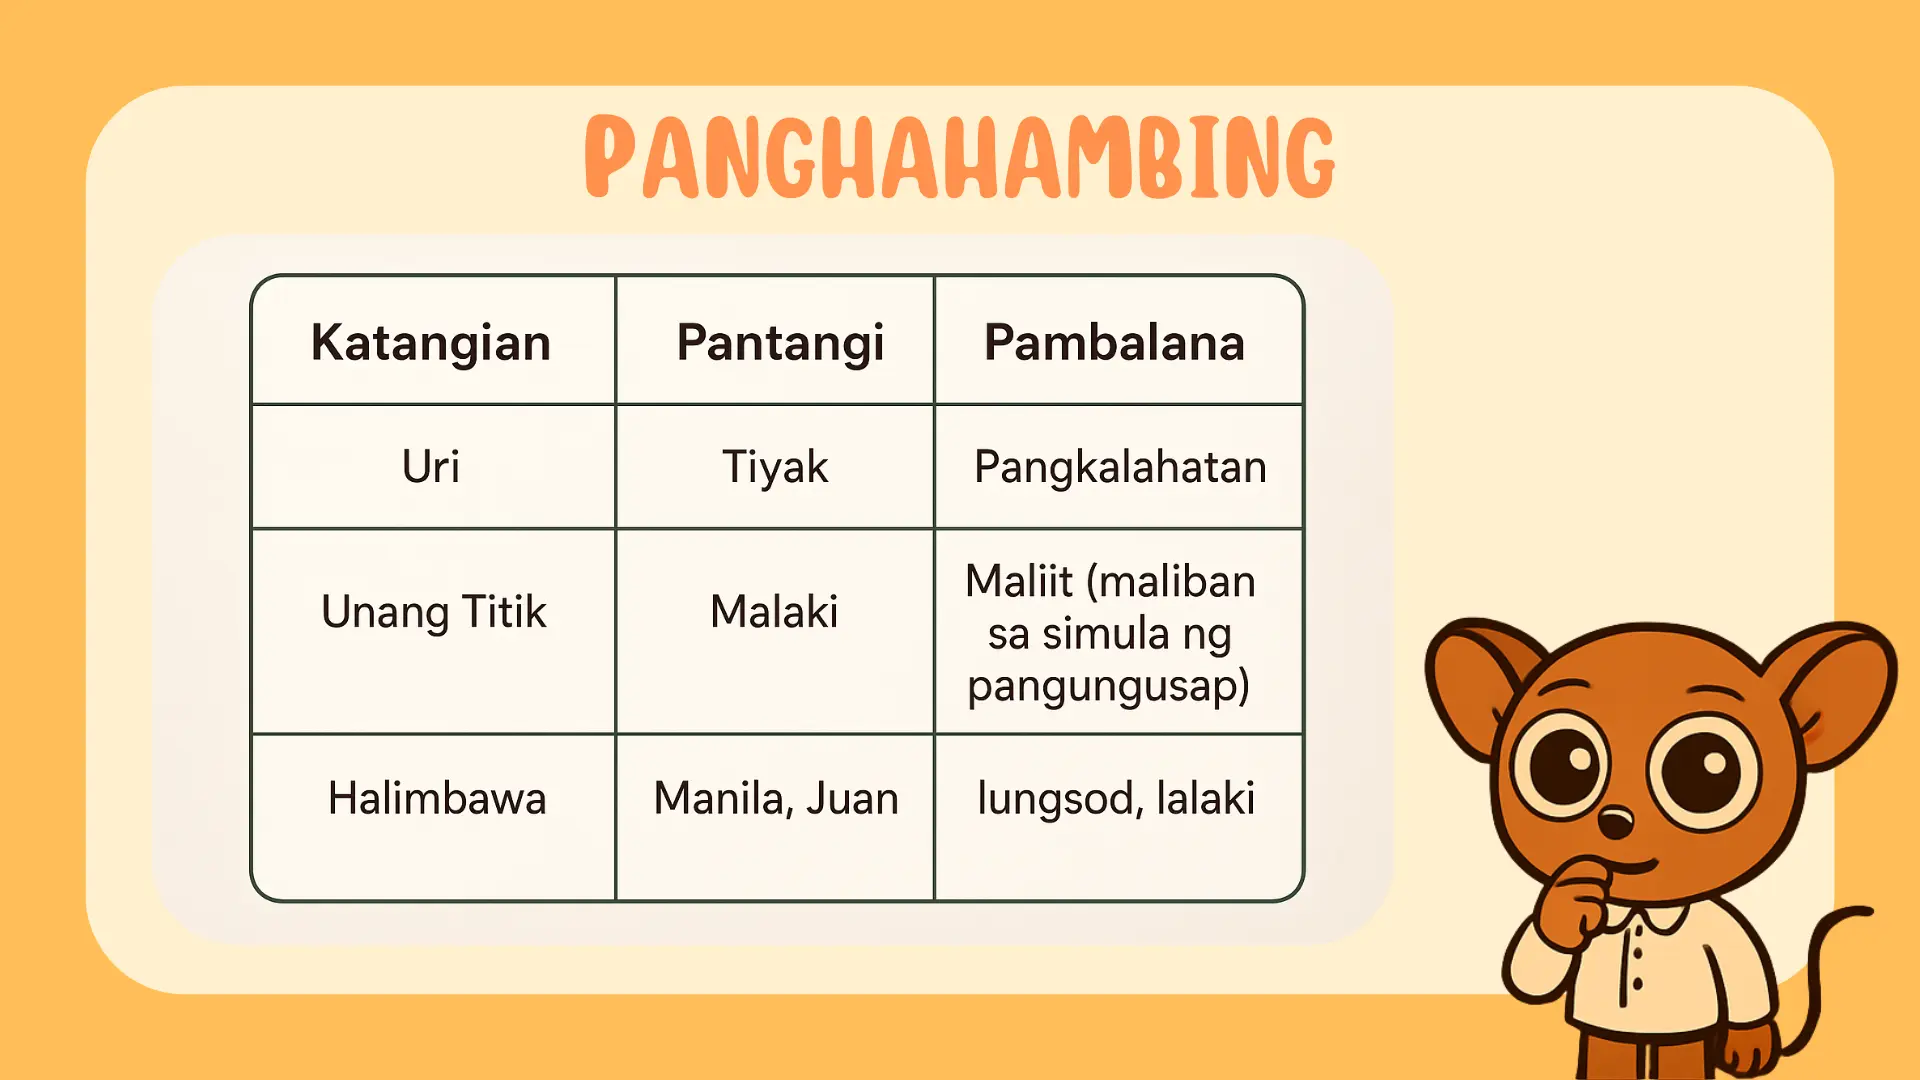 PANGHAHAMBING
Katangian Pantangi Pambalana
Uri Tiyak Pangkalahatan
Unang Titik Malaki Maliit (maliban
sa simula ng
pangungusap)
Halimbawa Manila, Juan lungsod, lalaki